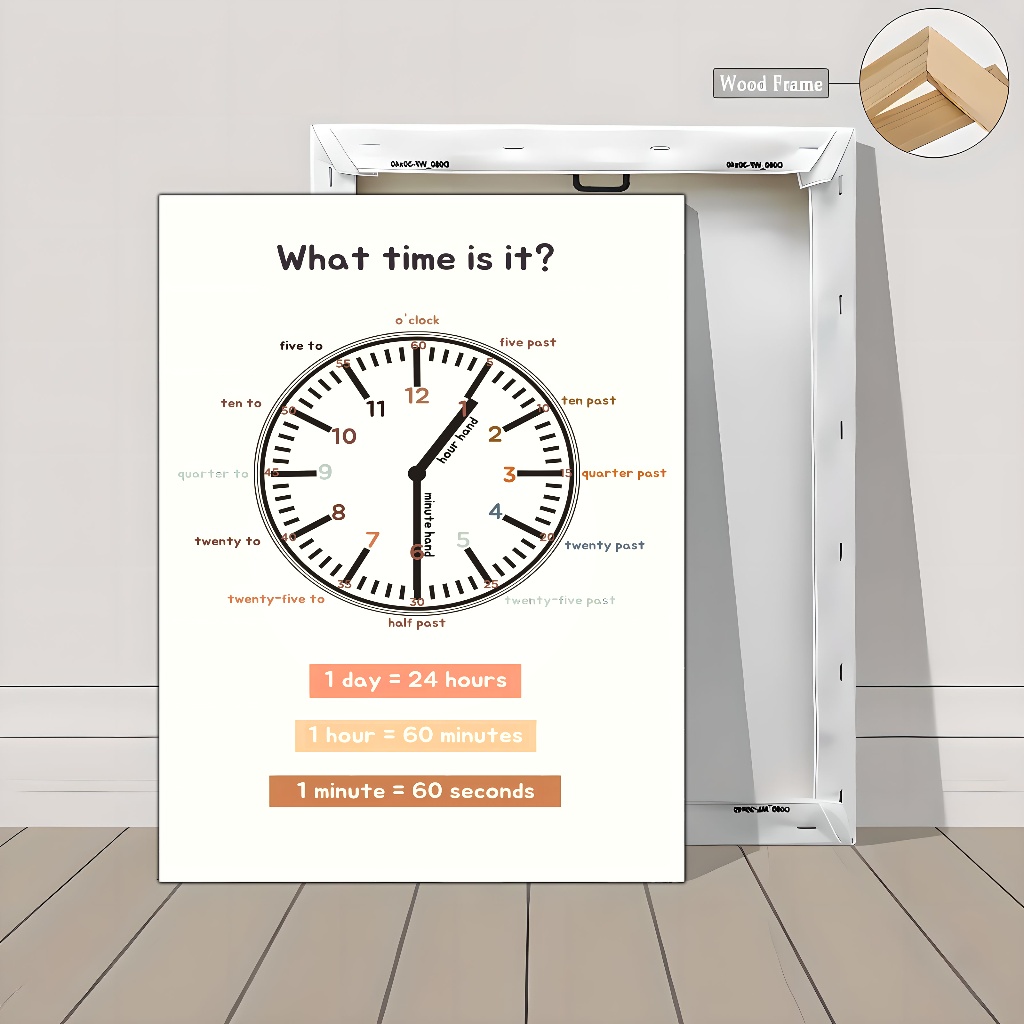 Wood Frame
What time is it?
o'clock
five to
five past
ten to
ten past
quarter to
quarter past
twenty to
twenty past
twenty-five to
twenty-five past
half past
60
5
10
15
20
25
30
35
40
45
50
55
12
1
2
3
4
5
6
7
8
9
10
11
hour hand
minute hand
1 day = 24 hours
1 hour = 60 minutes
1 minute = 60 seconds